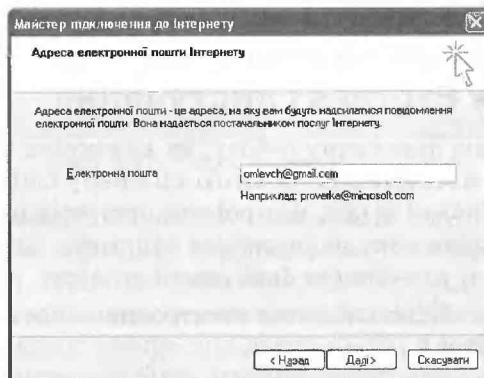 Майстер підключення до Інтернету
Адреса електронної пошти Інтернету
Адреса електронної пошти - це адреса, на яку вам будуть надсилатися повідомлення
електронної пошти. Вона надається постачальником послуг Інтернету.
Електронна пошта
omlevch@gmail.com
Наприклад: proverka@microsoft.com
< Назад
Далі >
Скасувати